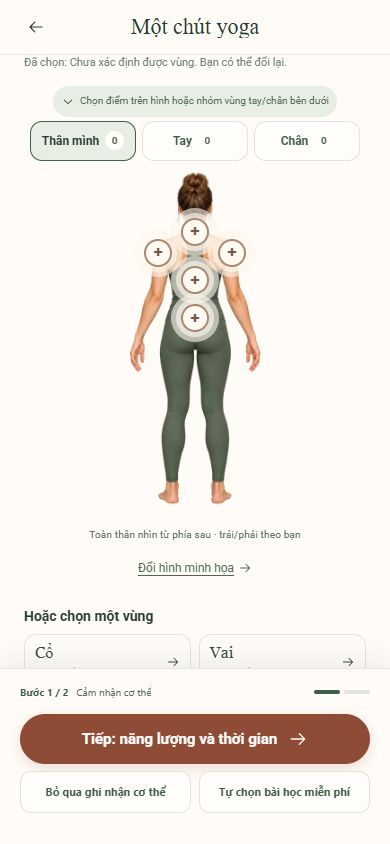 Một chút yoga
Đã chọn: Chưa xác định được vùng. Bạn có thể đổi lại.
Chọn điểm trên hình hoặc nhóm vùng tay/chân bên dưới
Thân mình 0 Tay 0 Chân 0
Toàn thân nhìn từ phía sau · trái/phải theo bạn
Đổi hình minh họa →
Hoặc chọn một vùng
Cổ → Vai →
Bước 1 / 2 Cảm nhận cơ thể
Tiếp: năng lượng và thời gian →
Bỏ qua ghi nhận cơ thể Tự chọn bài học miễn phí